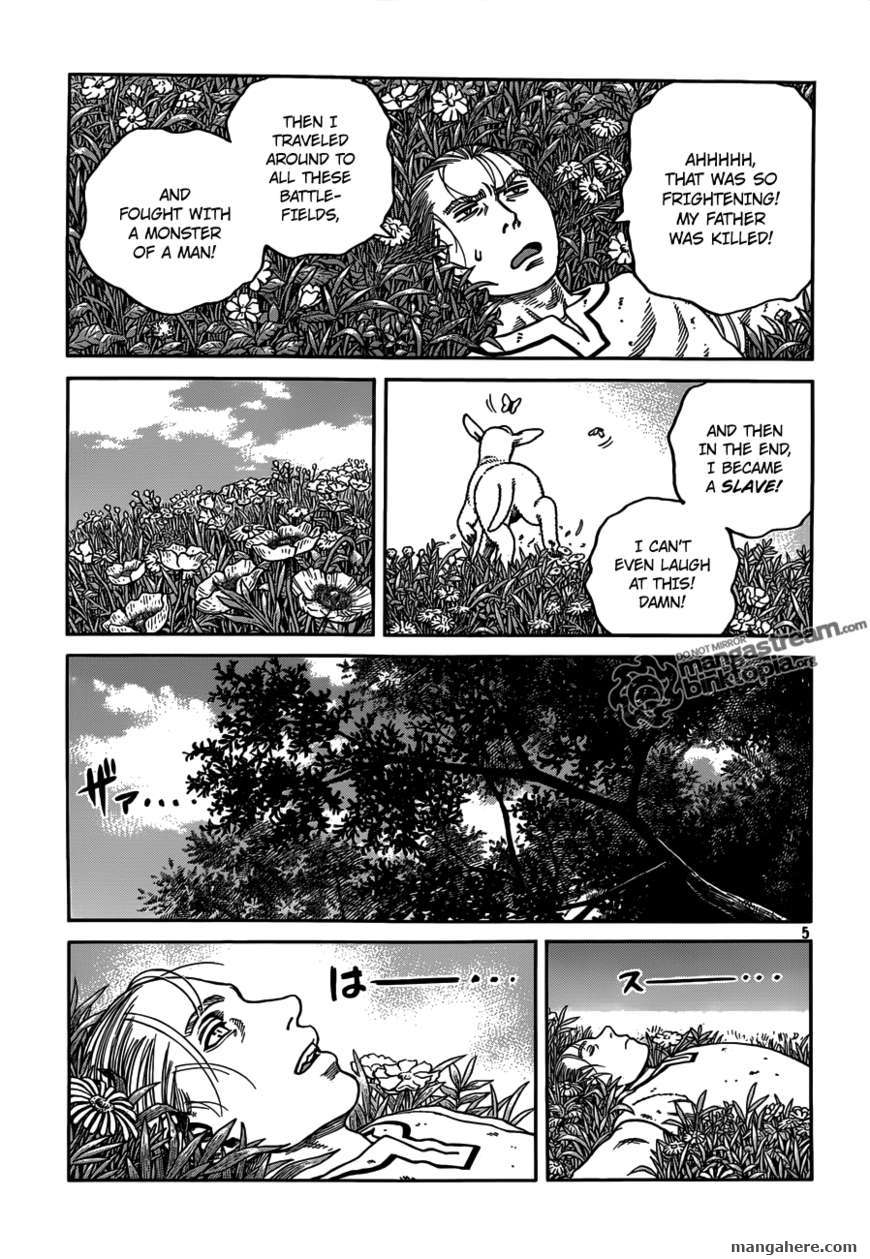 AHHHHH,
THAT WAS SO
FRIGHTENING!
MY FATHER
WAS KILLED!
THEN I
TRAVELED
AROUND TO
ALL THESE
BATTLE-
FIELDS,
AND
FOUGHT WITH
A MONSTER
OF A MAN!
AND THEN
IN THE END,
I BECAME
A SLAVE!
I CAN'T
EVEN LAUGH
AT THIS!
DAMN!
DO NOT MIRROR
mangastream.com
binktopia.org
ザァ・・・・・
5
スー・・・
はー・・・
mangahere.com